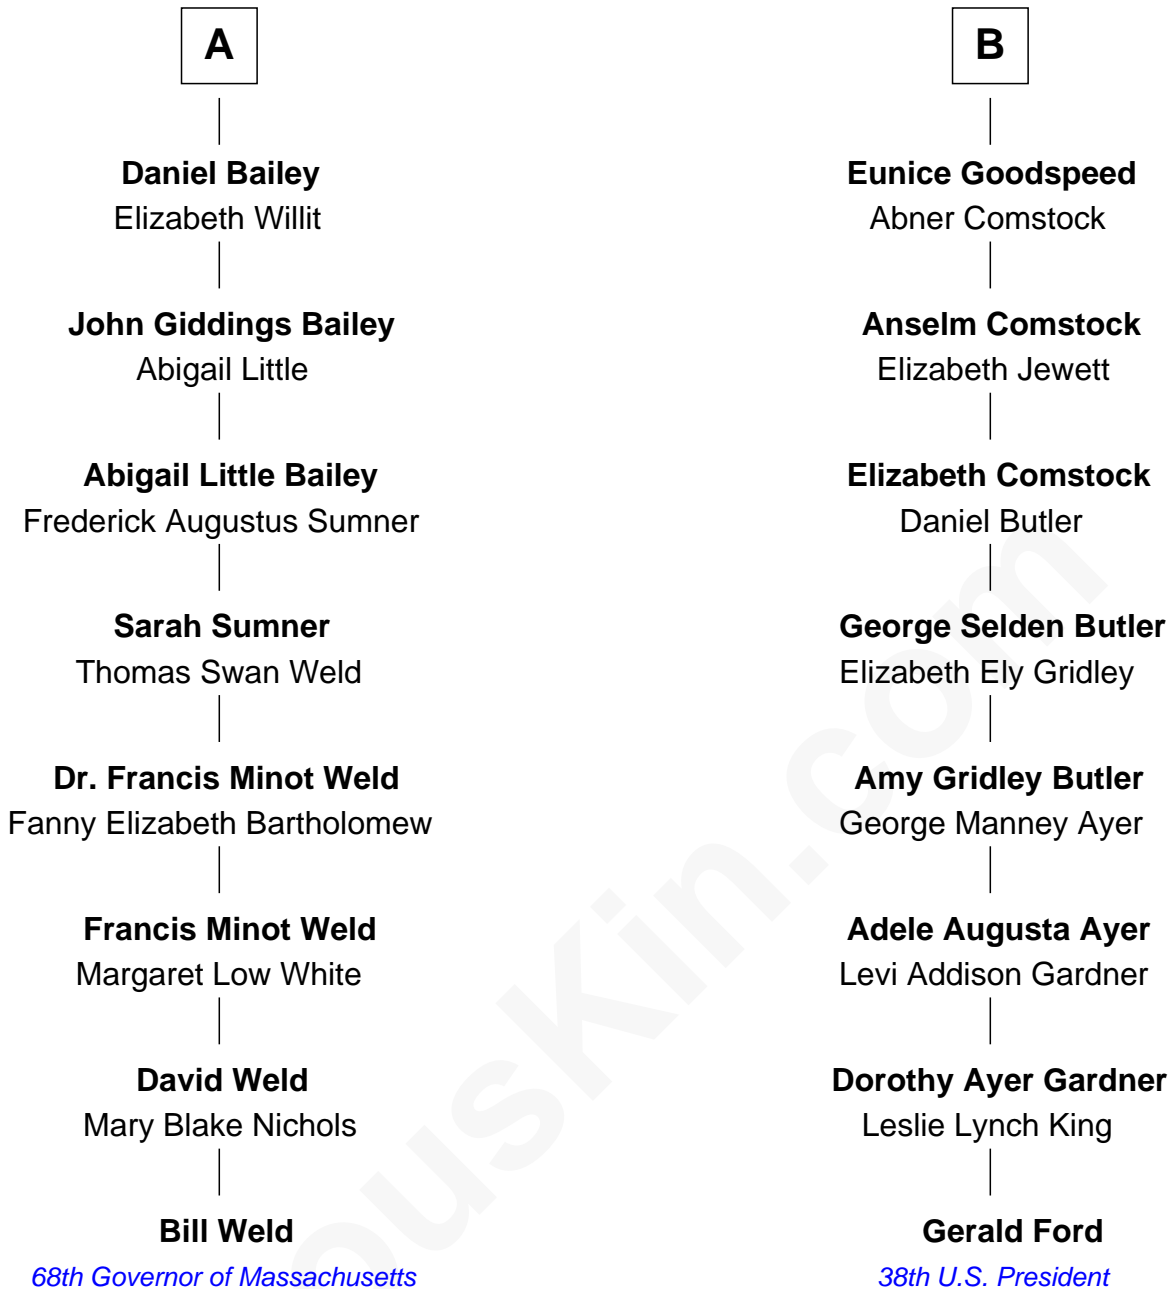 A
Daniel Bailey
Elizabeth Willit
John Giddings Bailey
Abigail Little
Abigail Little Bailey
Frederick Augustus Sumner
Sarah Sumner
Thomas Swan Weld
Dr. Francis Minot Weld
Fanny Elizabeth Bartholomew
Francis Minot Weld
Margaret Low White
David Weld
Mary Blake Nichols
Bill Weld
68th Governor of Massachusetts
B
Eunice Goodspeed
Abner Comstock
Anselm Comstock
Elizabeth Jewett
Elizabeth Comstock
Daniel Butler
George Selden Butler
Elizabeth Ely Gridley
Amy Gridley Butler
George Manney Ayer
Adele Augusta Ayer
Levi Addison Gardner
Dorothy Ayer Gardner
Leslie Lynch King
Gerald Ford
38th U.S. President
ousKin.com